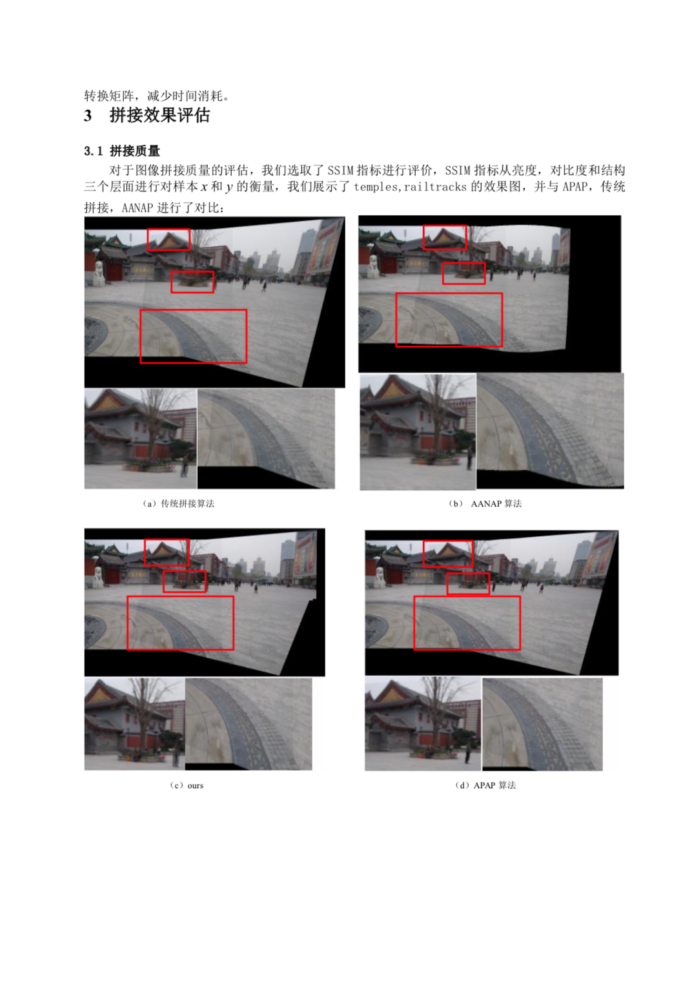 转换矩阵，减少时间消耗。
3 拼接效果评估
3.1 拼接质量
对于图像拼接质量的评估，我们选取了 SSIM 指标进行评价，SSIM 指标从亮度，对比度和结构
三个层面进行对样本 x 和 y 的衡量，我们展示了 temples,railtracks 的效果图，并与 APAP，传统
拼接，AANAP 进行了对比：
（a）传统拼接算法
（b） AANAP 算法
（c）ours
（d）APAP 算法